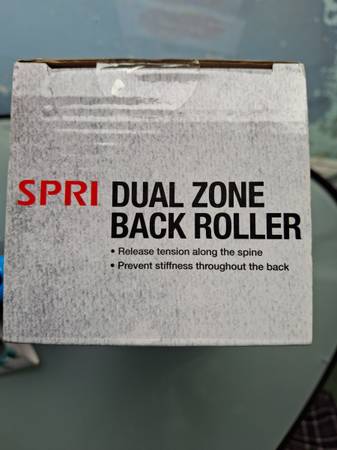 SPRI DUAL ZONE
BACK ROLLER
• Release tension along the spine
• Prevent stiffness throughout the back